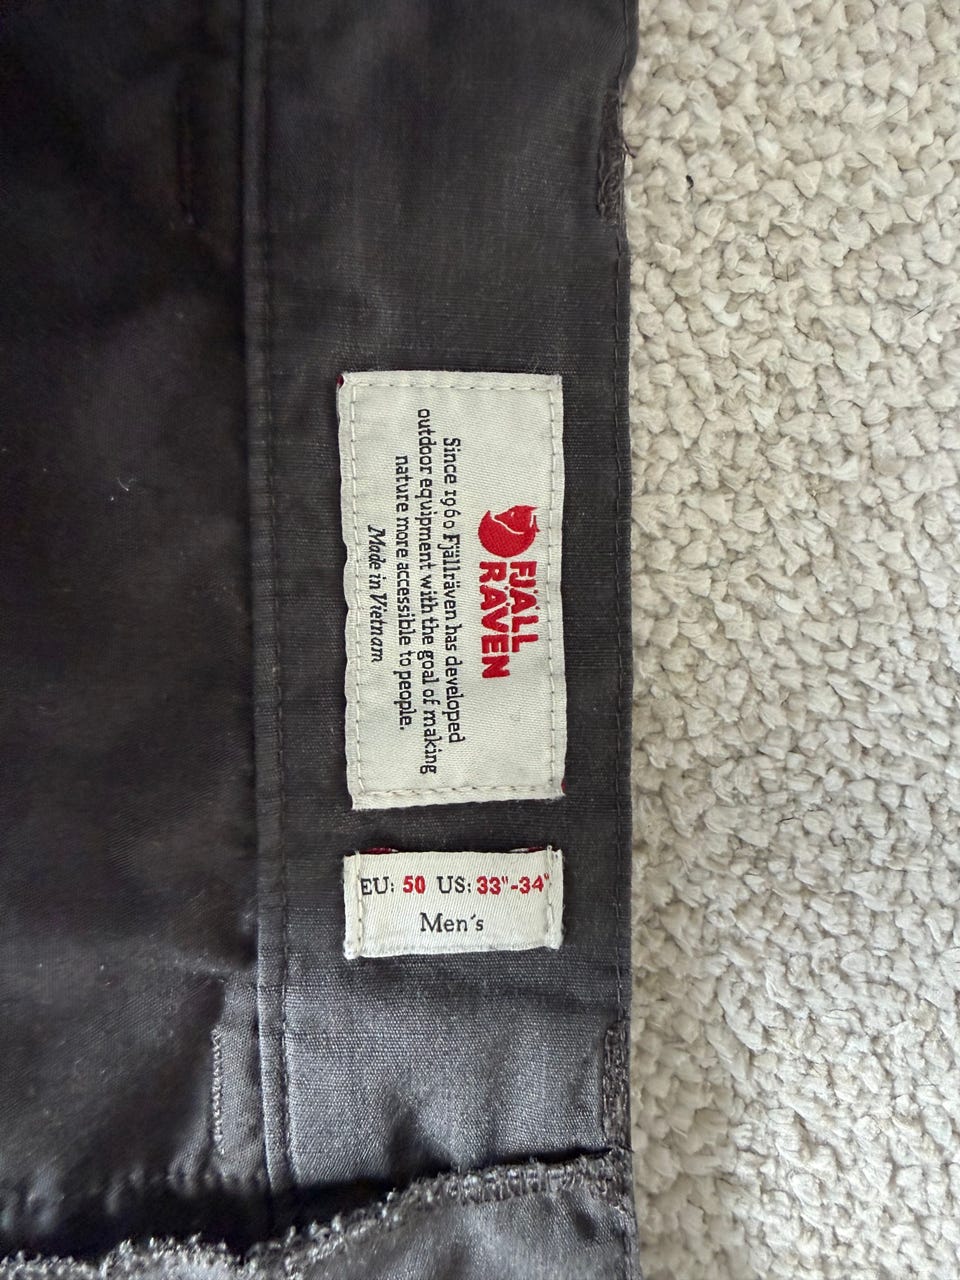 FJÄLL
RÄVEN
Since 1960 Fjällräven has developed
outdoor equipment with the goal of making
nature more accessible to people.
Made in Vietnam
EU: 50 US: 33"-34"
Men´s